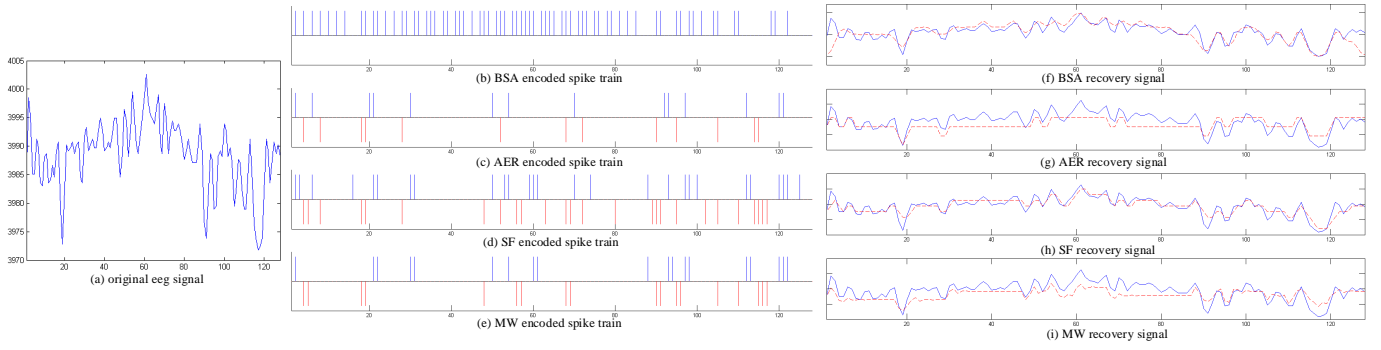 4005
4000
3995
3990
3985
3980
3975
3970
20 40 60 80 100 120
(a) original eeg signal
20 40 60 80 100 120
(b) BSA encoded spike train
20 40 60 80 100 120
(c) AER encoded spike train
20 40 60 80 100 120
(d) SF encoded spike train
20 40 60 80 100 120
(e) MW encoded spike train
20 40 60 80 100 120
(f) BSA recovery signal
20 40 60 80 100 120
(g) AER recovery signal
20 40 60 80 100 120
(h) SF recovery signal
20 40 60 80 100 120
(i) MW recovery signal